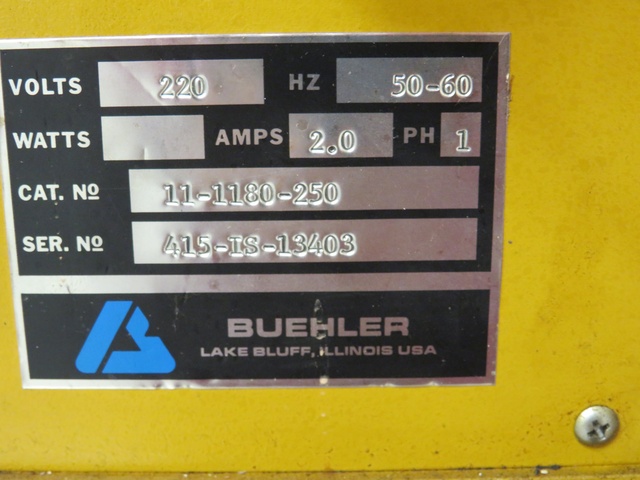 VOLTS 220 HZ 50-60
WATTS AMPS 2.0 PH 1
CAT. Nº 11-1180-250
SER. Nº 415-IS-13403
BUEHLER
LAKE BLUFF, ILLINOIS USA